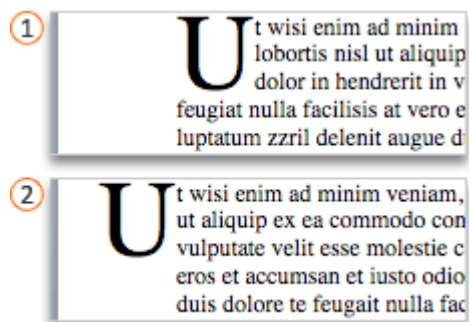 1
Ut wisi enim ad minim
lobortis nisl ut aliquip
dolor in hendrerit in v
feugiat nulla facilisis at vero e
luptatum zzril delenit augue d
2
Ut wisi enim ad minim veniam,
ut aliquip ex ea commodo con
vulputate velit esse molestie c
eros et accumsan et iusto odio
duis dolore te feugait nulla fac